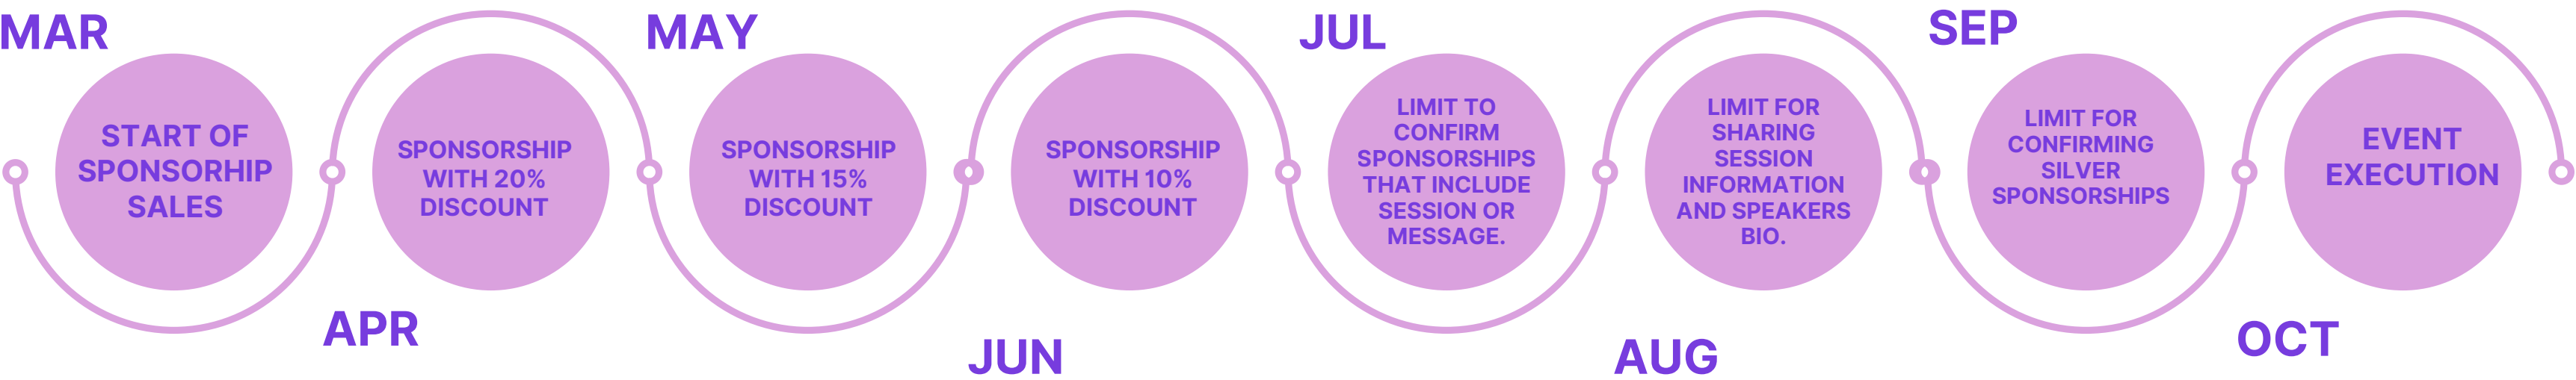 MAR
START OF
SPONSORHIP
SALES
APR
SPONSORSHIP
WITH 20%
DISCOUNT
MAY
SPONSORSHIP
WITH 15%
DISCOUNT
JUN
SPONSORSHIP
WITH 10%
DISCOUNT
JUL
LIMIT TO
CONFIRM
SPONSORSHIPS
THAT INCLUDE
SESSION OR
MESSAGE.
AUG
LIMIT FOR
SHARING
SESSION
INFORMATION
AND SPEAKERS
BIO.
SEP
LIMIT FOR
CONFIRMING
SILVER
SPONSORSHIPS
OCT
EVENT
EXECUTION